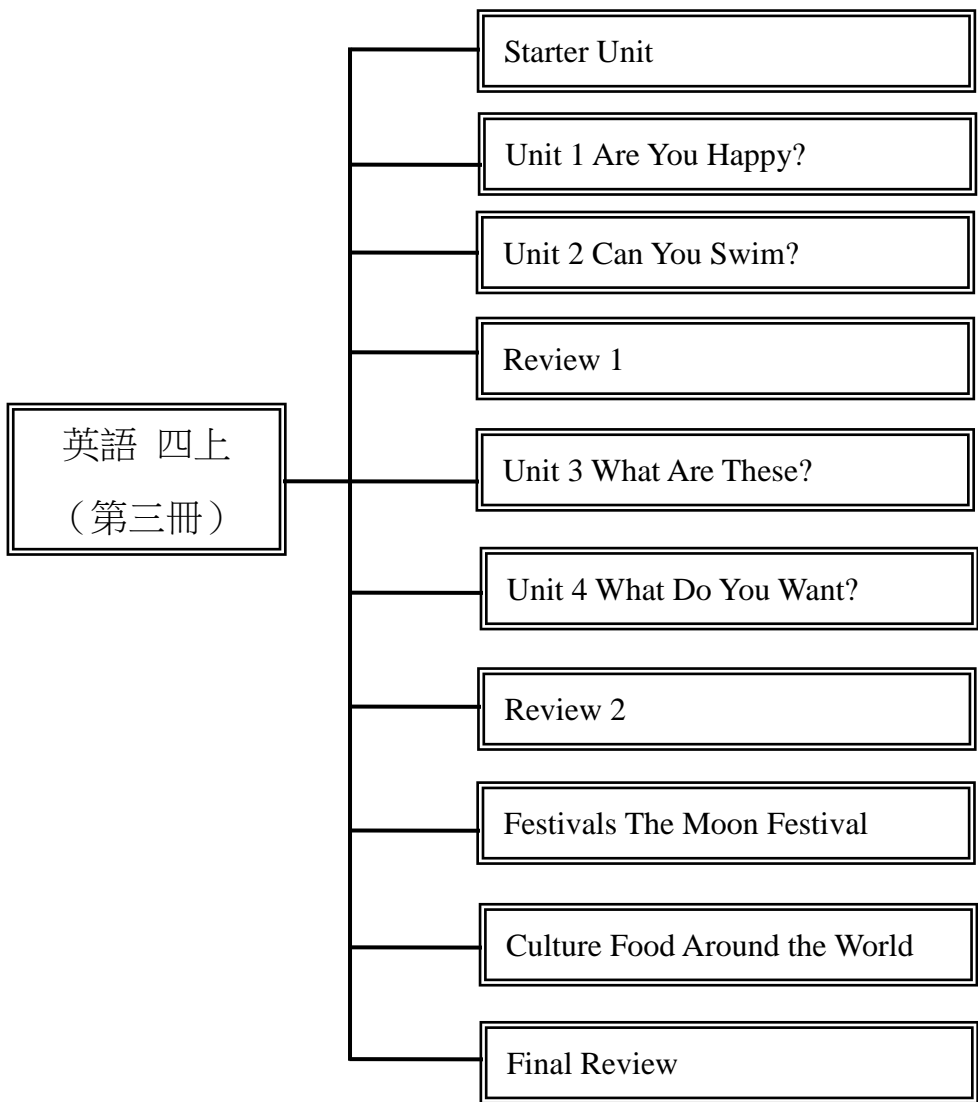 英語 四上
（第三冊）
Starter Unit
Unit 1 Are You Happy?
Unit 2 Can You Swim?
Review 1
Unit 3 What Are These?
Unit 4 What Do You Want?
Review 2
Festivals The Moon Festival
Culture Food Around the World
Final Review